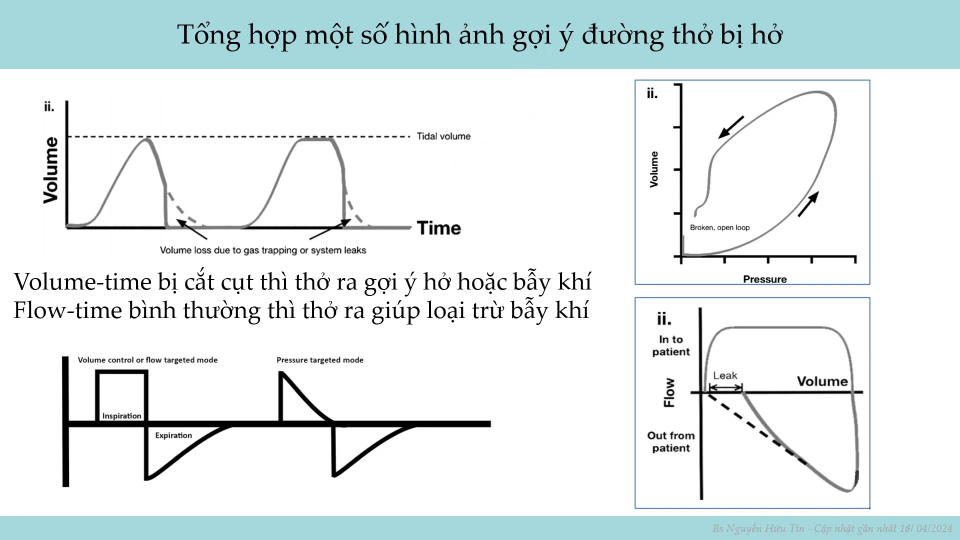 Tổng hợp một số hình ảnh gợi ý đường thở bị hở
ii.
Volume
Tidal volume
Time
Volume loss due to gas trapping or system leaks
Volume-time bị cắt cụt thì thở ra gợi ý hở hoặc bẫy khí
Flow-time bình thường thì thở ra giúp loại trừ bẫy khí
Volume control or flow targeted mode
Pressure targeted mode
Inspiration
Expiration
ii.
Volume
Broken, open loop
Pressure
ii.
In to
patient
Leak
Volume
Flow
Out from
patient
Bs Nguyễn Hữu Tín - Cập nhật gần nhất 18/ 04/2024